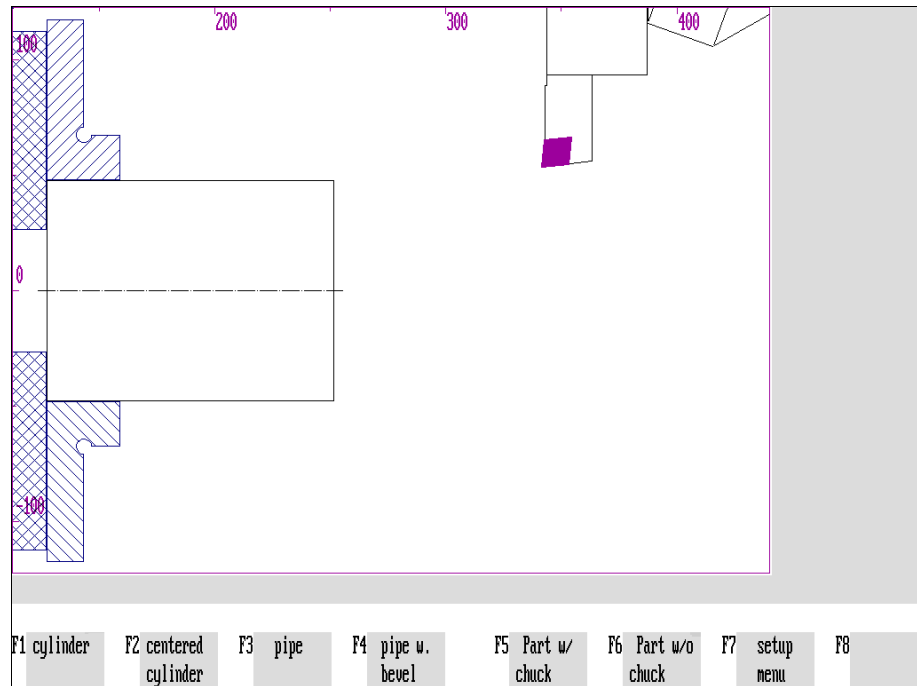 200 300 400
100
0
-100
F1 cylinder F2 centered F3 pipe F4 pipe w. F5 Part w/ F6 Part w/o F7 setup F8
cylinder bevel chuck chuck menu